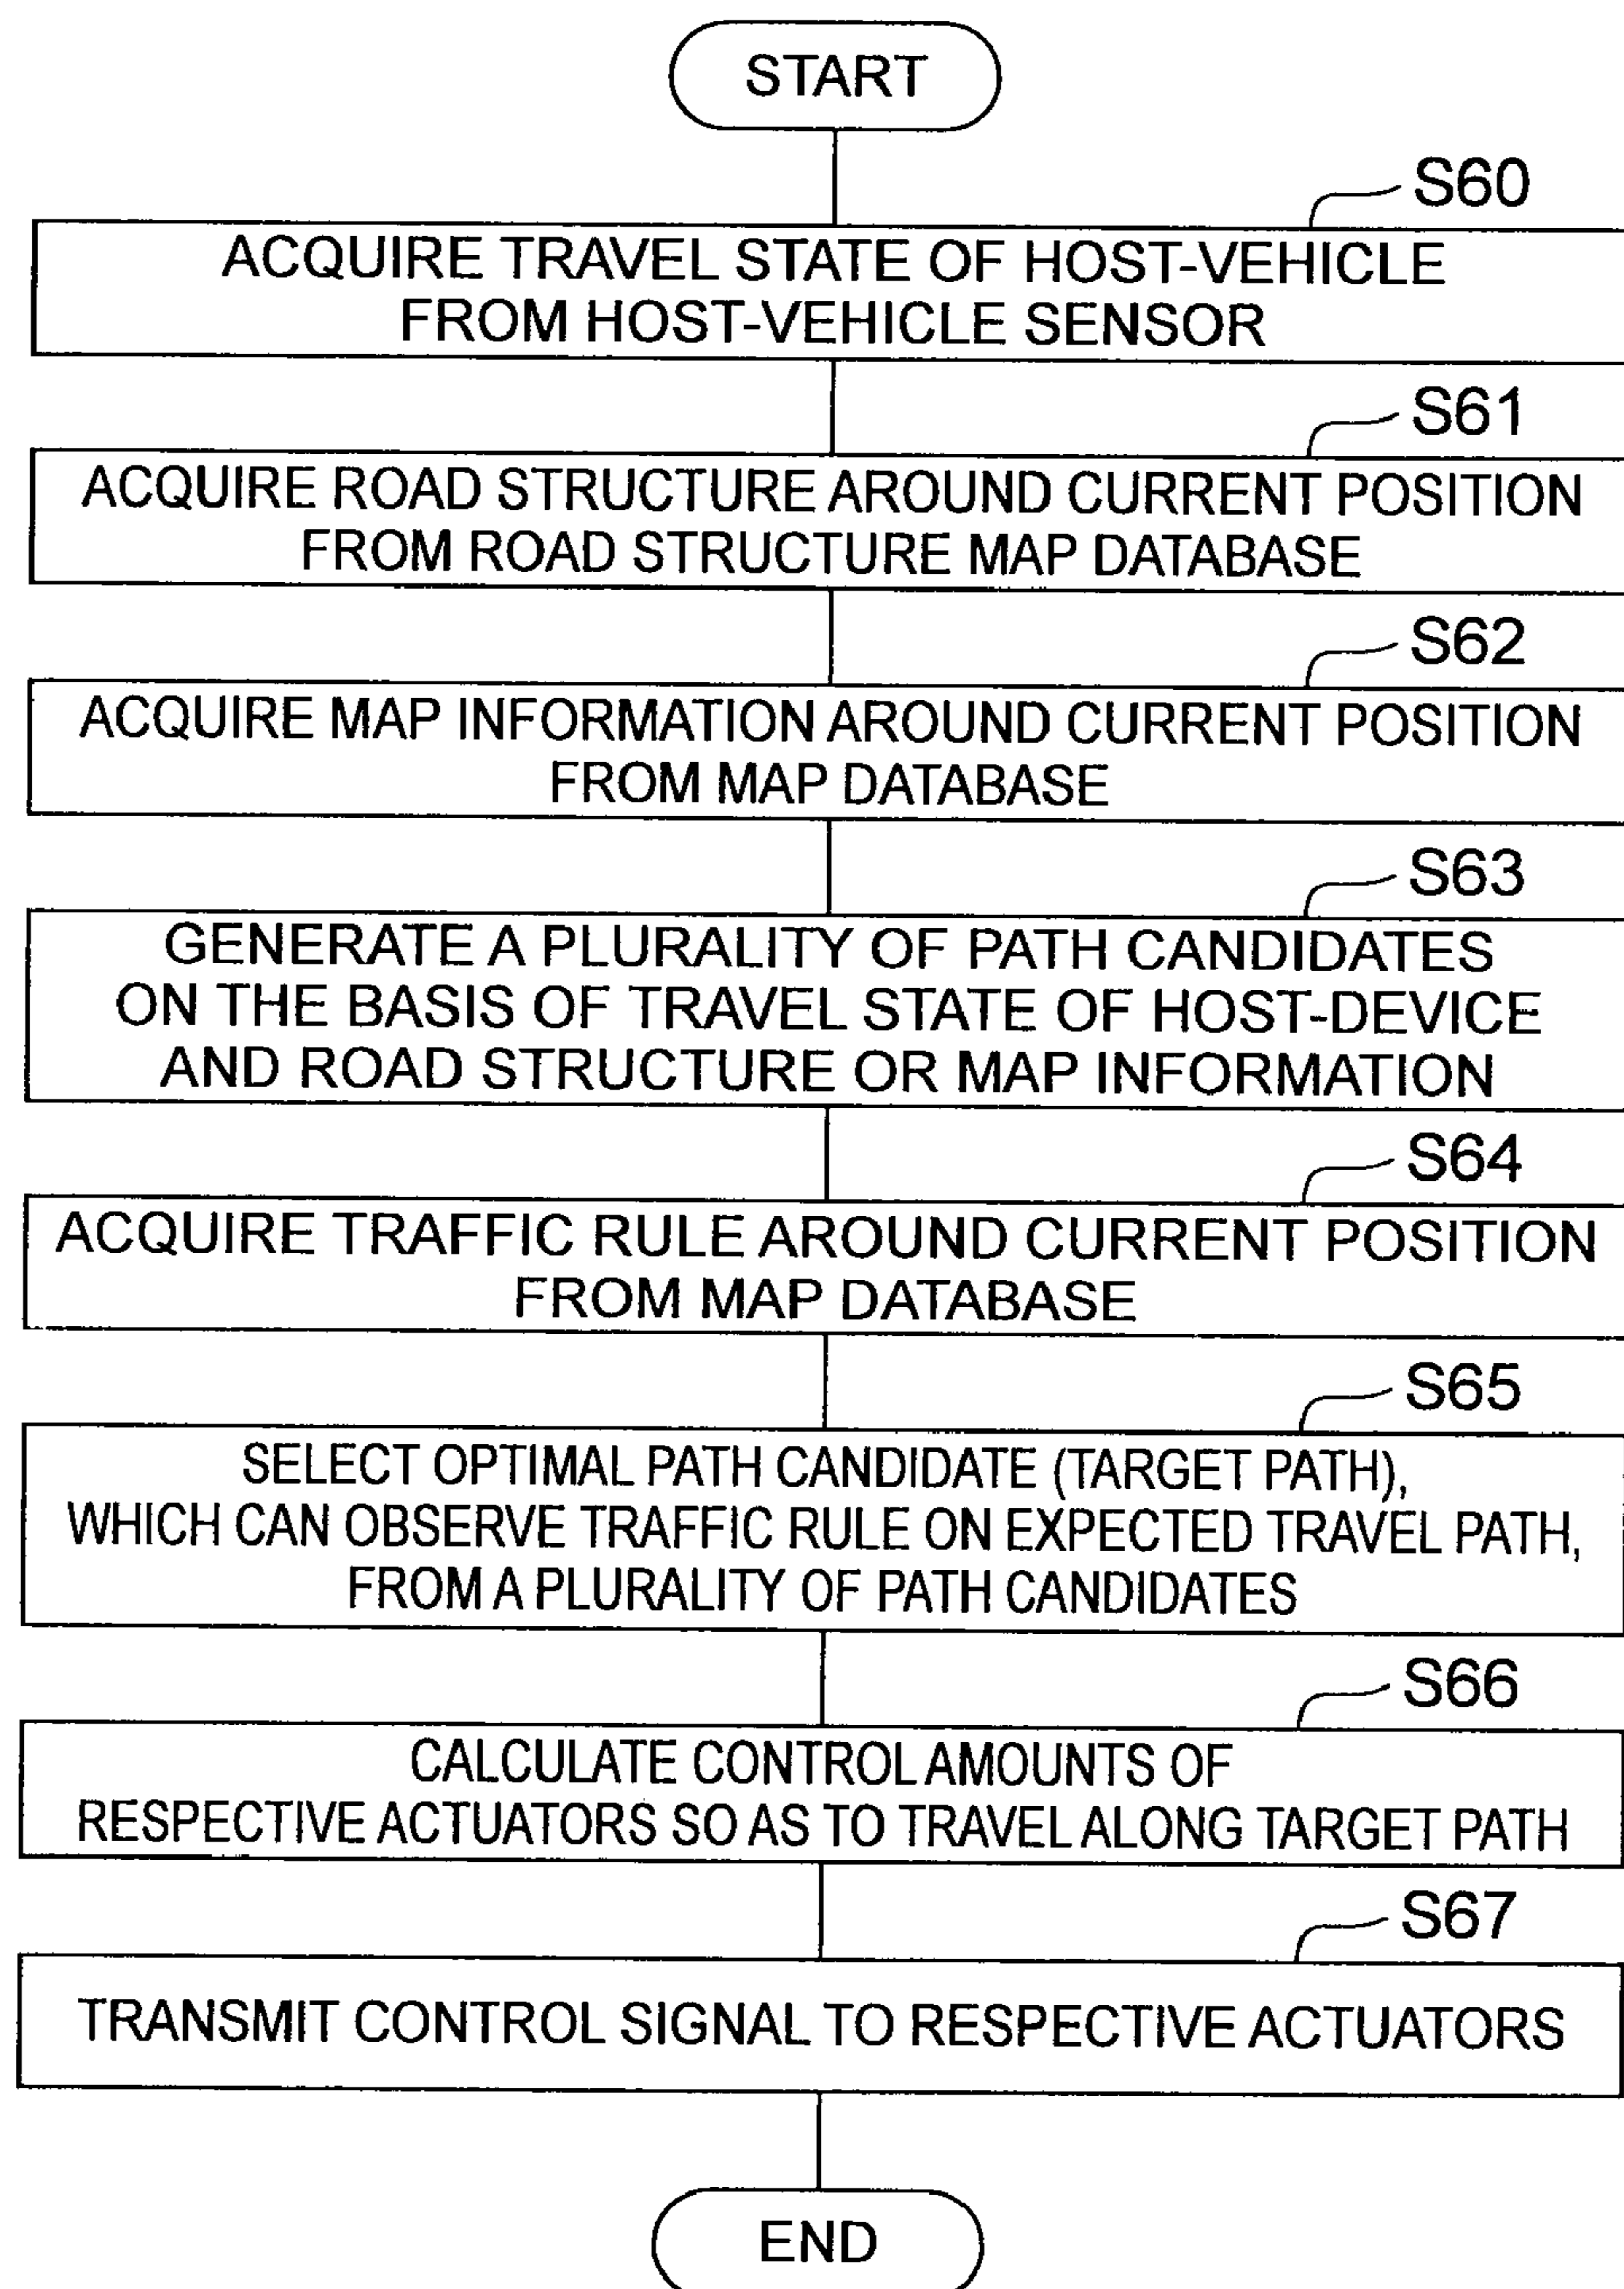 START
S60
ACQUIRE TRAVEL STATE OF HOST-VEHICLE
FROM HOST-VEHICLE SENSOR
S61
ACQUIRE ROAD STRUCTURE AROUND CURRENT POSITION
FROM ROAD STRUCTURE MAP DATABASE
S62
ACQUIRE MAP INFORMATION AROUND CURRENT POSITION
FROM MAP DATABASE
S63
GENERATE A PLURALITY OF PATH CANDIDATES
ON THE BASIS OF TRAVEL STATE OF HOST-DEVICE
AND ROAD STRUCTURE OR MAP INFORMATION
S64
ACQUIRE TRAFFIC RULE AROUND CURRENT POSITION
FROM MAP DATABASE
S65
SELECT OPTIMAL PATH CANDIDATE (TARGET PATH),
WHICH CAN OBSERVE TRAFFIC RULE ON EXPECTED TRAVEL PATH,
FROM A PLURALITY OF PATH CANDIDATES
S66
CALCULATE CONTROL AMOUNTS OF
RESPECTIVE ACTUATORS SO AS TO TRAVEL ALONG TARGET PATH
S67
TRANSMIT CONTROL SIGNAL TO RESPECTIVE ACTUATORS
END